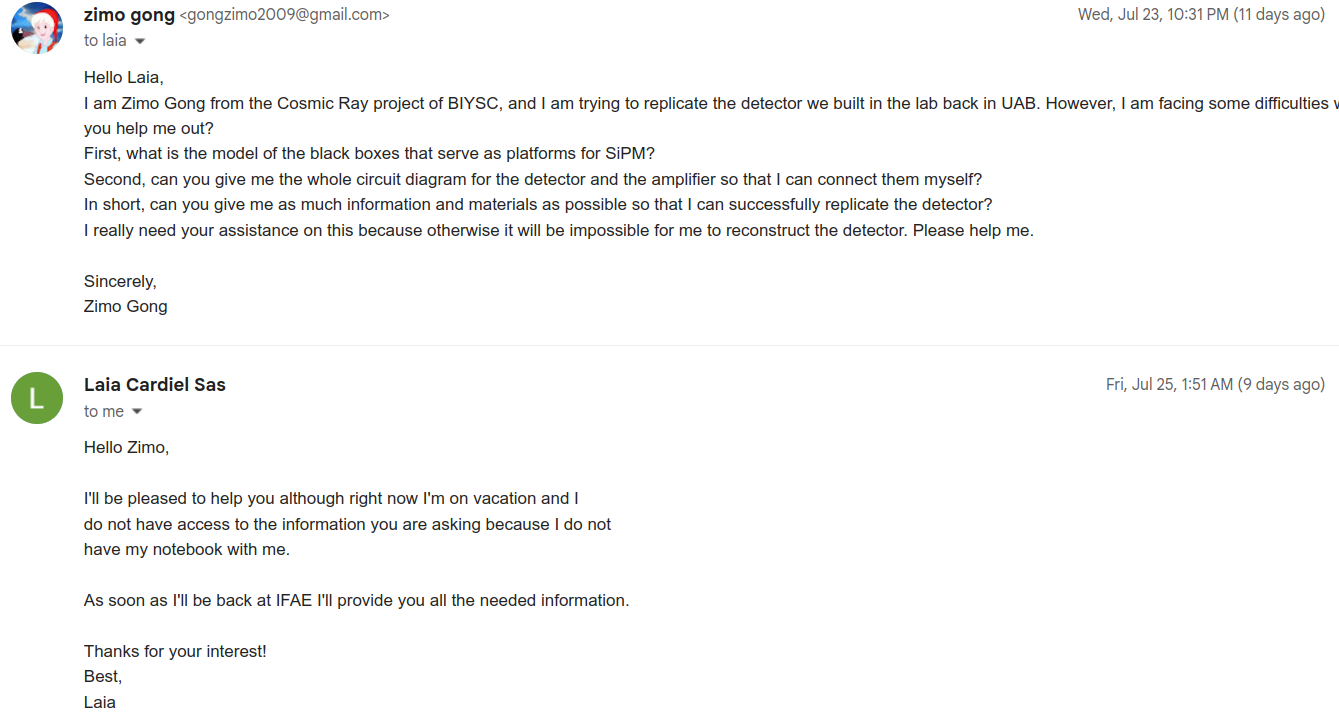 zimo gong <gongzimo2009@gmail.com>
Wed, Jul 23, 10:31 PM (11 days ago)
to laia
Hello Laia,
I am Zimo Gong from the Cosmic Ray project of BIYSC, and I am trying to replicate the detector we built in the lab back in UAB. However, I am facing some difficulties
you help me out?
First, what is the model of the black boxes that serve as platforms for SiPM?
Second, can you give me the whole circuit diagram for the detector and the amplifier so that I can connect them myself?
In short, can you give me as much information and materials as possible so that I can successfully replicate the detector?
I really need your assistance on this because otherwise it will be impossible for me to reconstruct the detector. Please help me.
Sincerely,
Zimo Gong
L
Laia Cardiel Sas
Fri, Jul 25, 1:51 AM (9 days ago)
to me
Hello Zimo,
I'll be pleased to help you although right now I'm on vacation and I
do not have access to the information you are asking because I do not
have my notebook with me.
As soon as I'll be back at IFAE I'll provide you all the needed information.
Thanks for your interest!
Best,
Laia